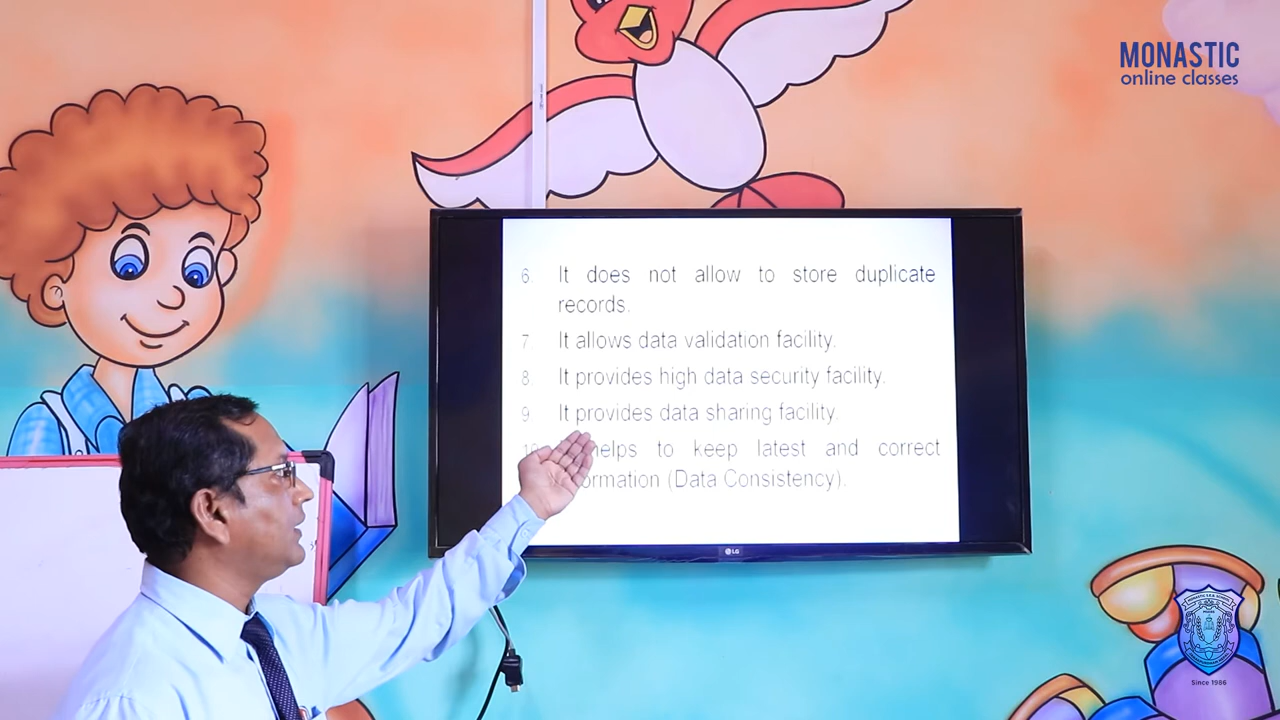 MONASTIC
online classes
6. It does not allow to store duplicate
records.
7. It allows data validation facility.
8. It provides high data security facility.
9. It provides data sharing facility.
helps to keep latest and correct
(Data Consistency).
LG
Since 1986